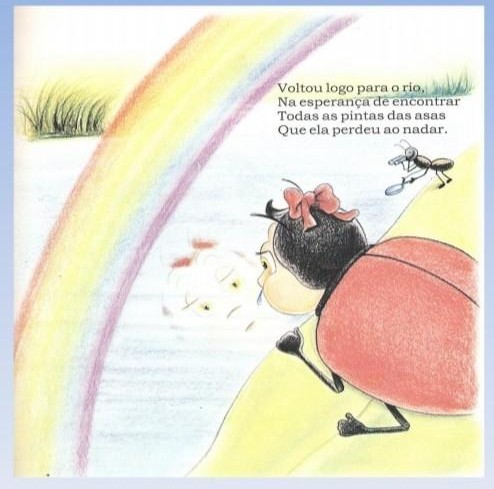 Voltou logo para o rio,
Na esperança de encontrar
Todas as pintas das asas
Que ela perdeu ao nadar.